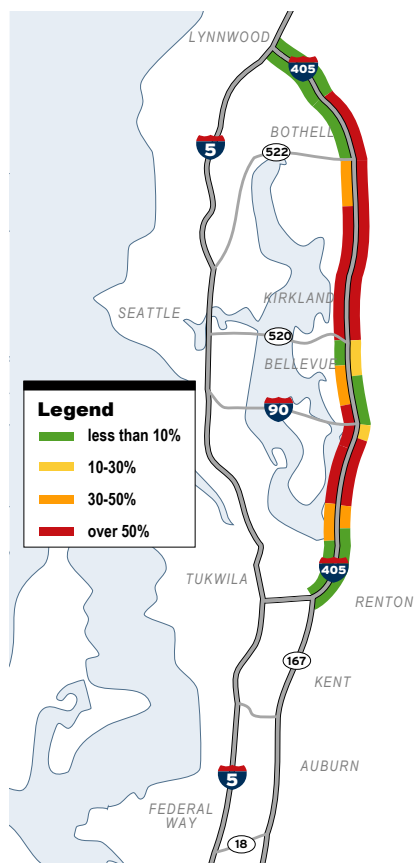 LYNNWOOD
405
BOTHELL
5
522
KIRKLAND
SEATTLE
520
BELLEVUE
90
Legend
less than 10%
10-30%
30-50%
over 50%
TUKWILA
405
RENTON
167
KENT
AUBURN
5
FEDERAL
WAY
18